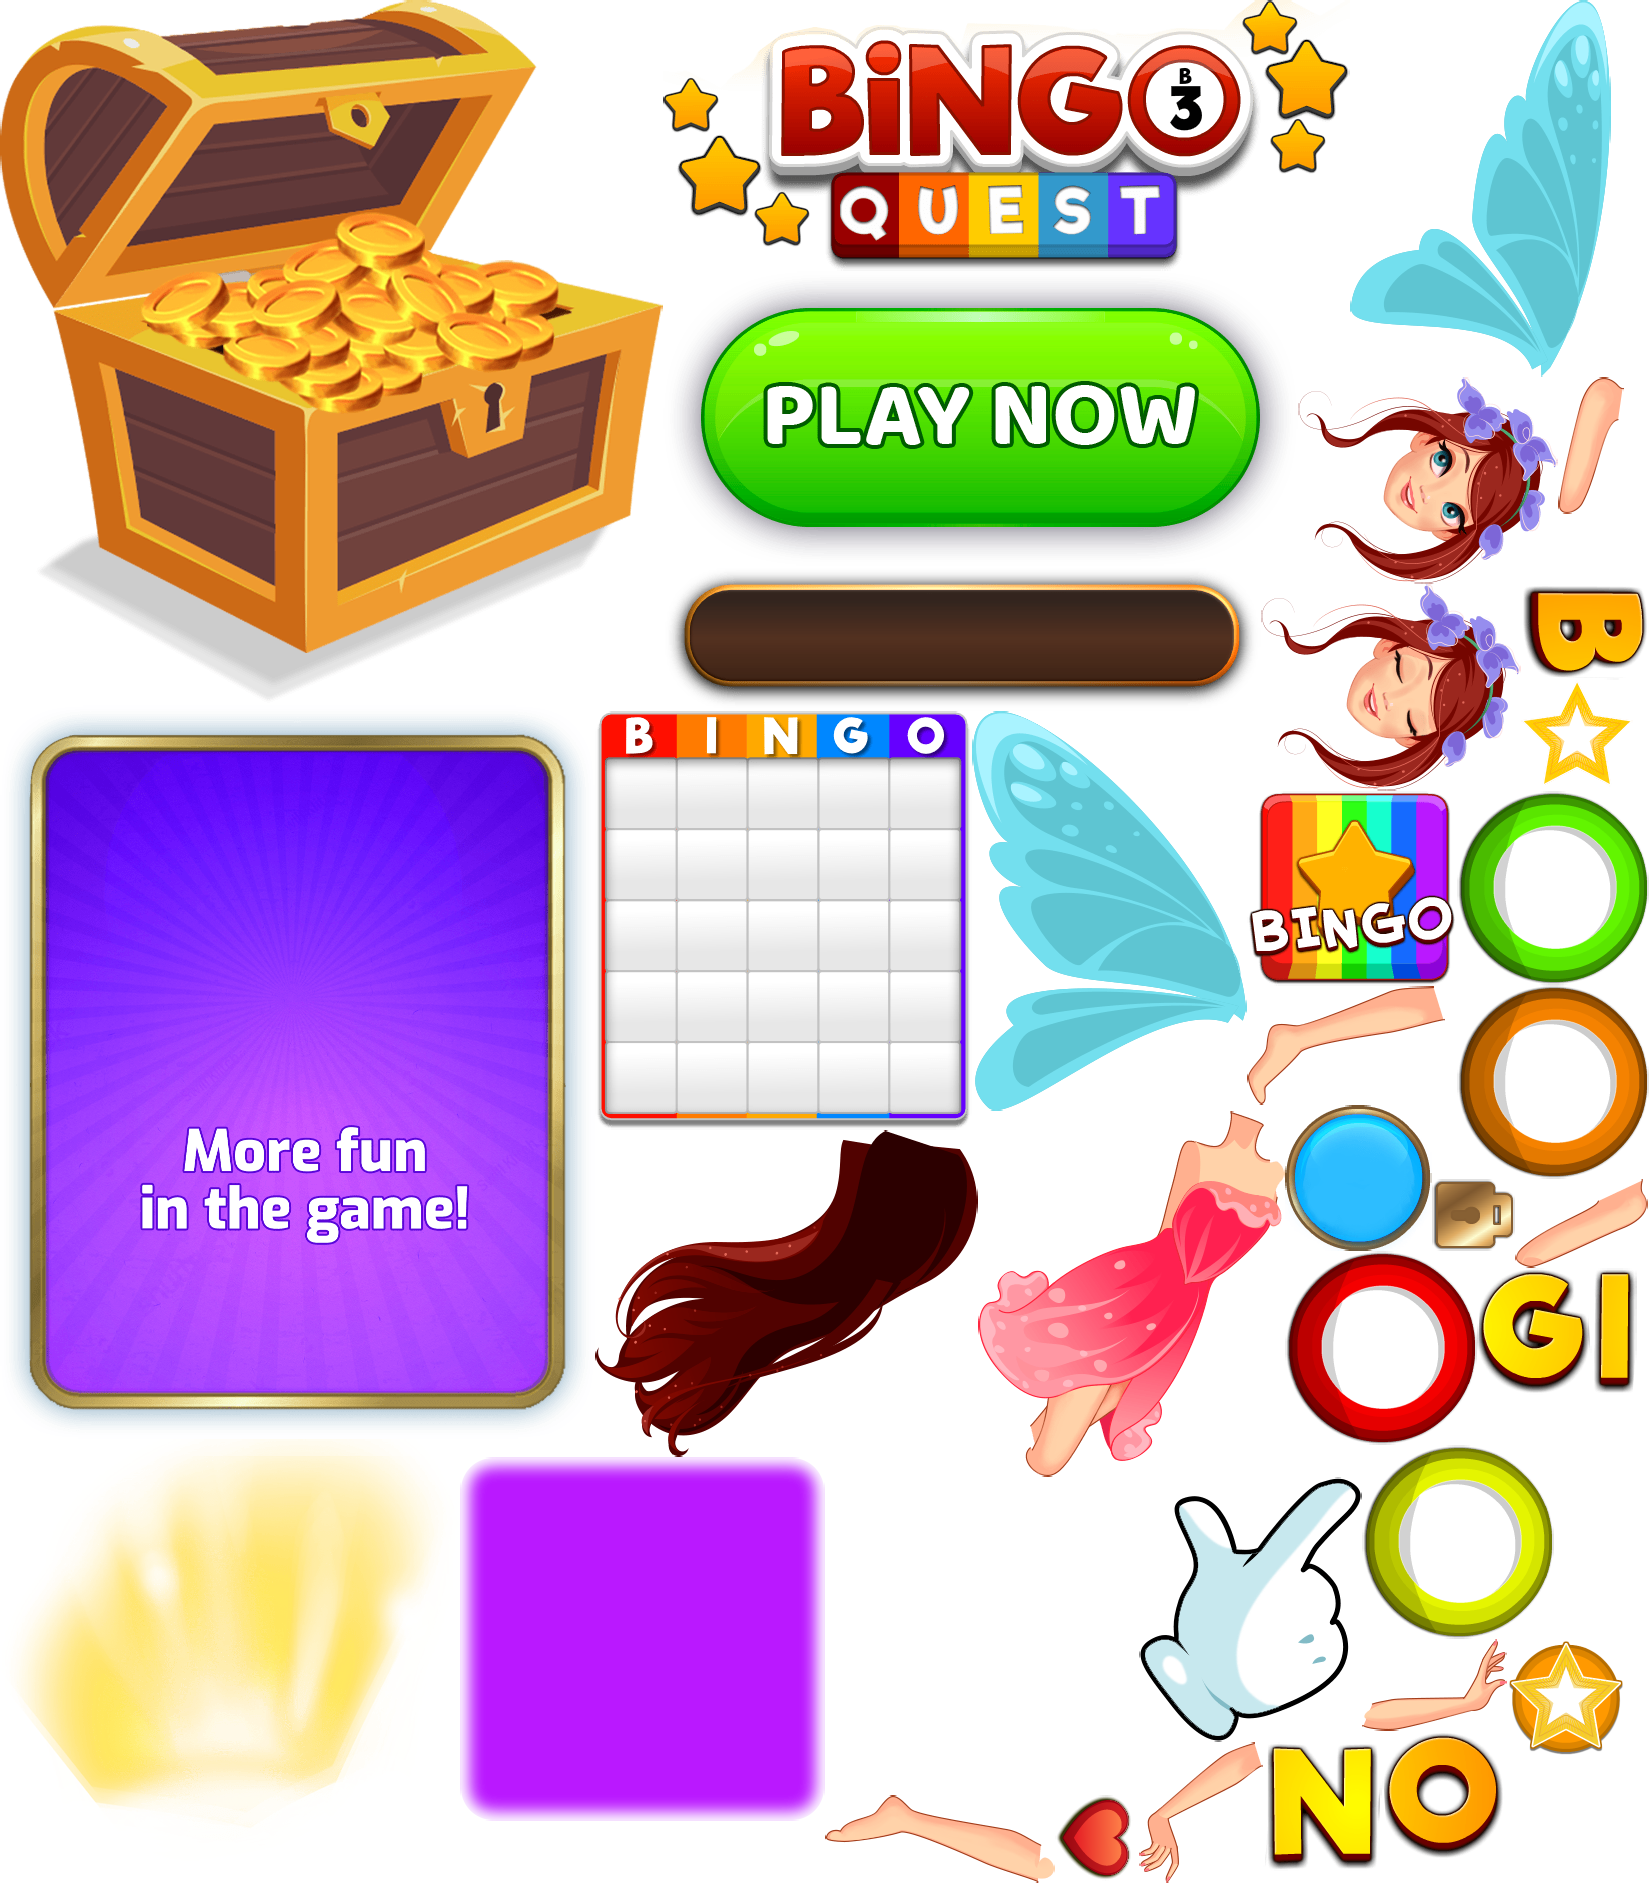 BiNGO
B
3
QUEST
PLAY NOW
B
B I N G O
BINGO
More fun
in the game!
GI
NO